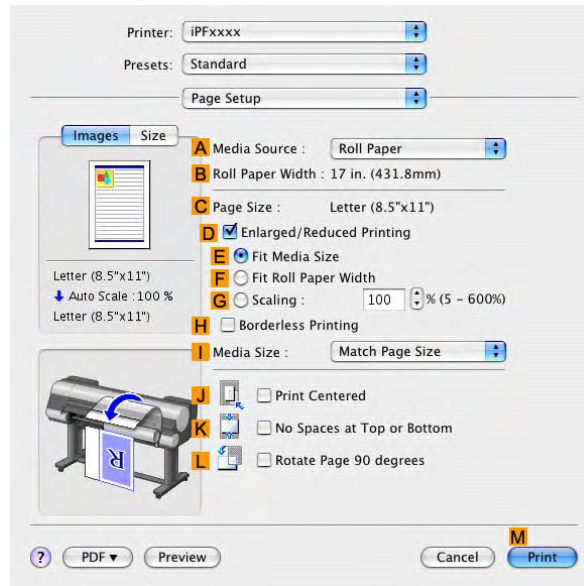 Printer: iPFxxxx
Presets: Standard
Page Setup
Images Size
A Media Source : Roll Paper
B Roll Paper Width : 17 in. (431.8mm)
C Page Size : Letter (8.5"x11")
D Enlarged/Reduced Printing
E Fit Media Size
F Fit Roll Paper Width
G Scaling : 100 % (5 - 600%)
Letter (8.5"x11")
Auto Scale :100 %
Letter (8.5"x11")
H Borderless Printing
I Media Size : Match Page Size
J Print Centered
K No Spaces at Top or Bottom
L Rotate Page 90 degrees
R
M
? PDF Preview Cancel Print